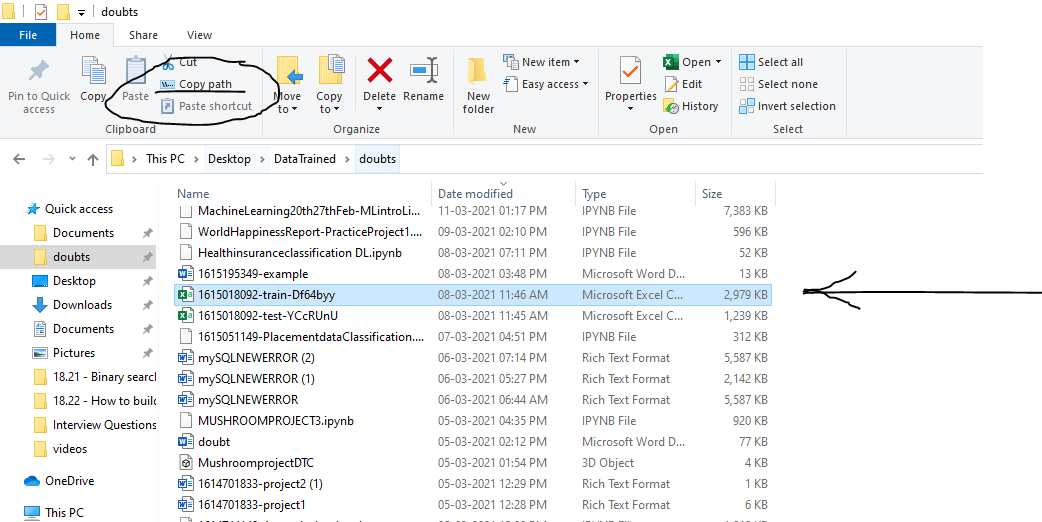 doubts
File Home Share View
Pin to Quick access
Copy
Paste
Cut
Copy path
Paste shortcut
Clipboard
Move to
Copy to
Delete
Rename
Organize
New folder
New item
Easy access
New
Properties
Open
Edit
History
Open
Select all
Select none
Invert selection
Select
This PC > Desktop > DataTrained > doubts
Quick access
Documents
doubts
Desktop
Downloads
Documents
Pictures
18.21 - Binary searc
18.22 - How to build
Interview Questions
videos
OneDrive
This PC
Name Date modified Type Size
MachineLearning20th27thFeb-MLintroLi... 11-03-2021 01:17 PM IPYNB File 7,383 KB
WorldHappinessReport-PracticeProject1.... 09-03-2021 02:10 PM IPYNB File 596 KB
Healthinsuranceclassification DL.ipynb 08-03-2021 07:11 PM IPYNB File 52 KB
1615195349-example 08-03-2021 03:48 PM Microsoft Word D... 13 KB
1615018092-train-Df64byy 08-03-2021 11:46 AM Microsoft Excel C... 2,979 KB
1615018092-test-YCcRUnU 08-03-2021 11:45 AM Microsoft Excel C... 1,239 KB
1615051149-PlacementdataClassification.... 07-03-2021 04:51 PM IPYNB File 312 KB
mySQLNEWERROR (2) 06-03-2021 07:14 PM Rich Text Format 5,587 KB
mySQLNEWERROR (1) 06-03-2021 05:27 PM Rich Text Format 2,142 KB
mySQLNEWERROR 06-03-2021 06:44 AM Rich Text Format 5,587 KB
MUSHROOMPROJECT3.ipynb 05-03-2021 04:35 PM IPYNB File 920 KB
doubt 05-03-2021 02:12 PM Microsoft Word D... 77 KB
MushroomprojectDTC 05-03-2021 01:54 PM 3D Object 4 KB
1614701833-project2 (1) 05-03-2021 12:29 PM Rich Text Format 1 KB
1614701833-project1 05-03-2021 12:28 PM Rich Text Format 6 KB